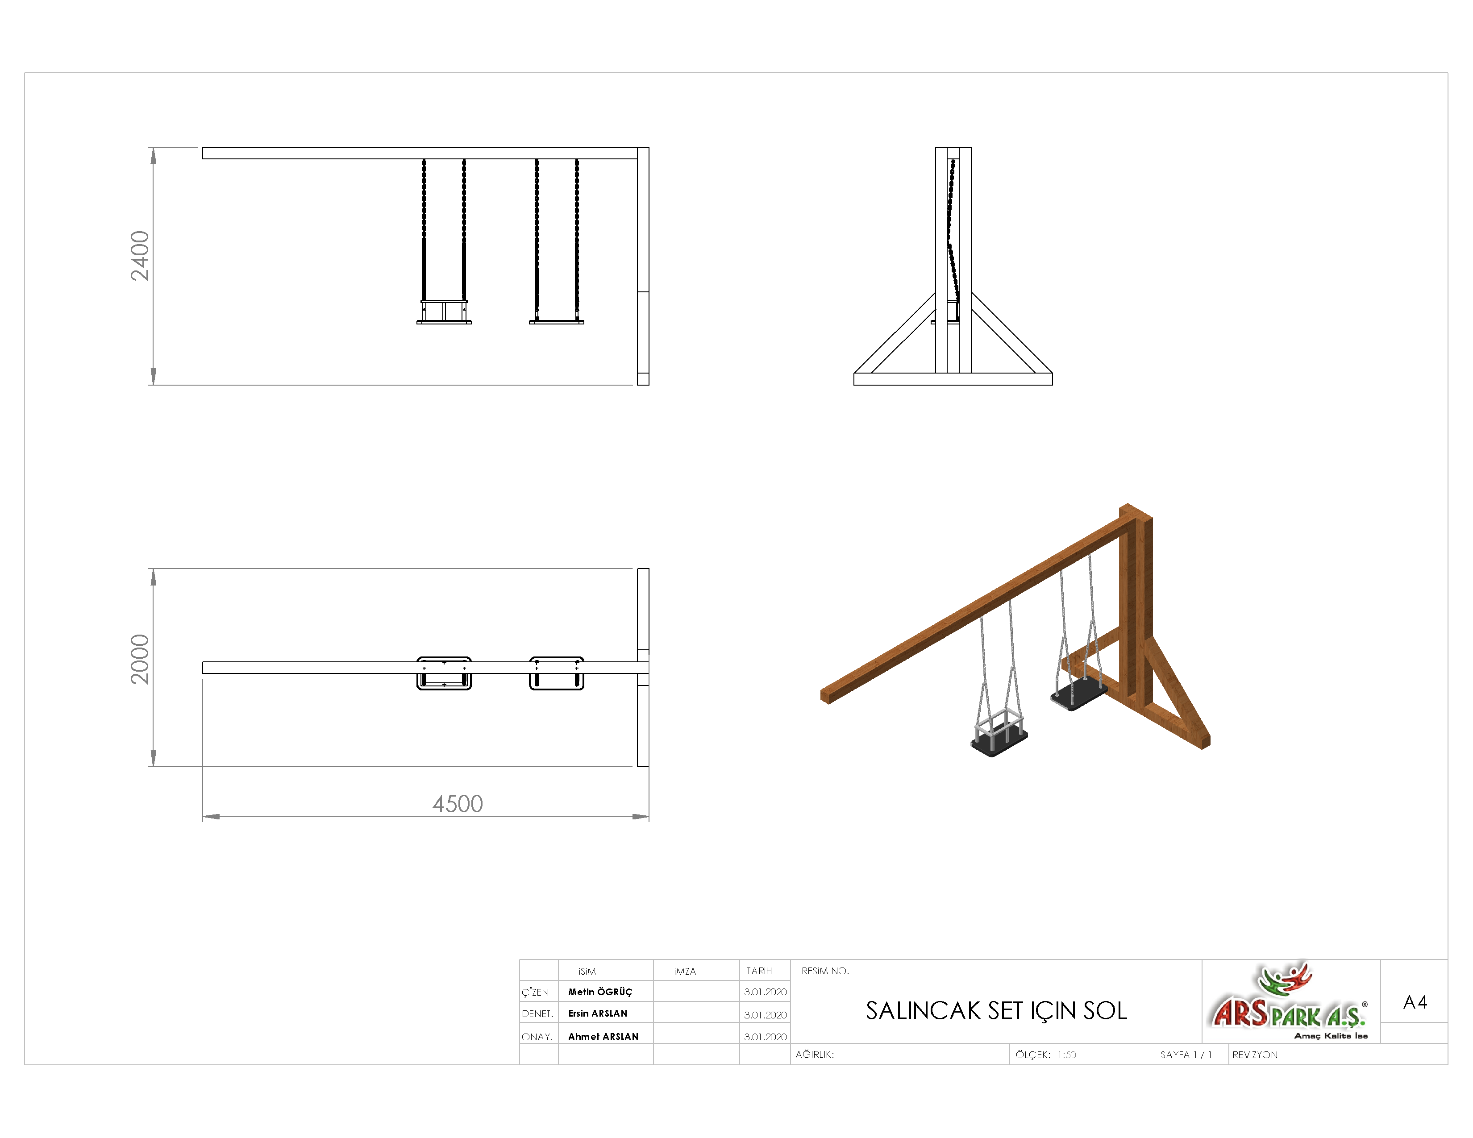 2400
2000
4500
İSİM
İMZA
TARİH
RESİM NO:
ÇİZEN.
Metin ÖGRÜÇ
3.01.2020
DENET.
Ersin ARSLAN
3.01.2020
ONAY.
Ahmet ARSLAN
3.01.2020
SALINCAK SET IÇIN SOL
ARSPARK A.Ş.®
Amaç Kalite İse
A4
AĞIRLIK:
ÖLÇEK: 1:50
SAYFA 1 / 1
REVİZYON